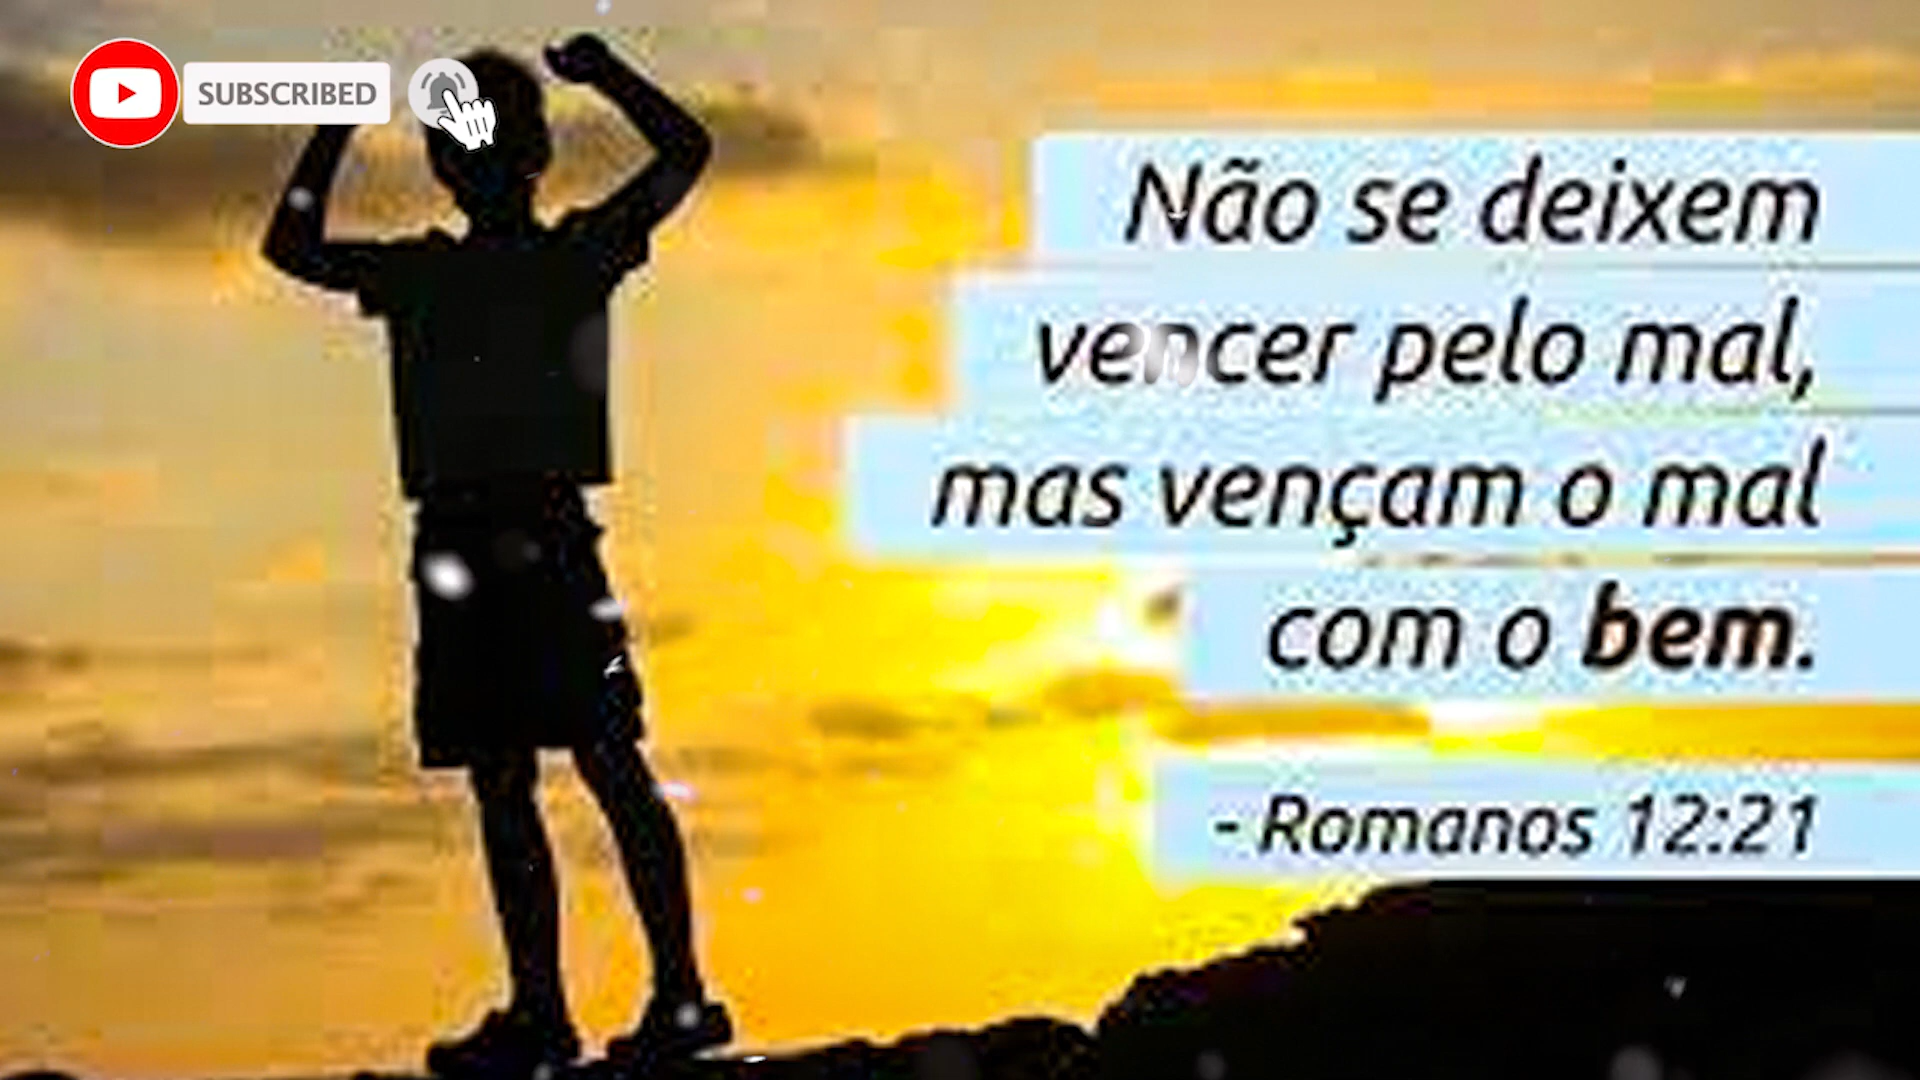 SUBSCRIBED
Não se deixem
vencer pelo mal,
mas vençam o mal
com o bem.
- Romanos 12:21